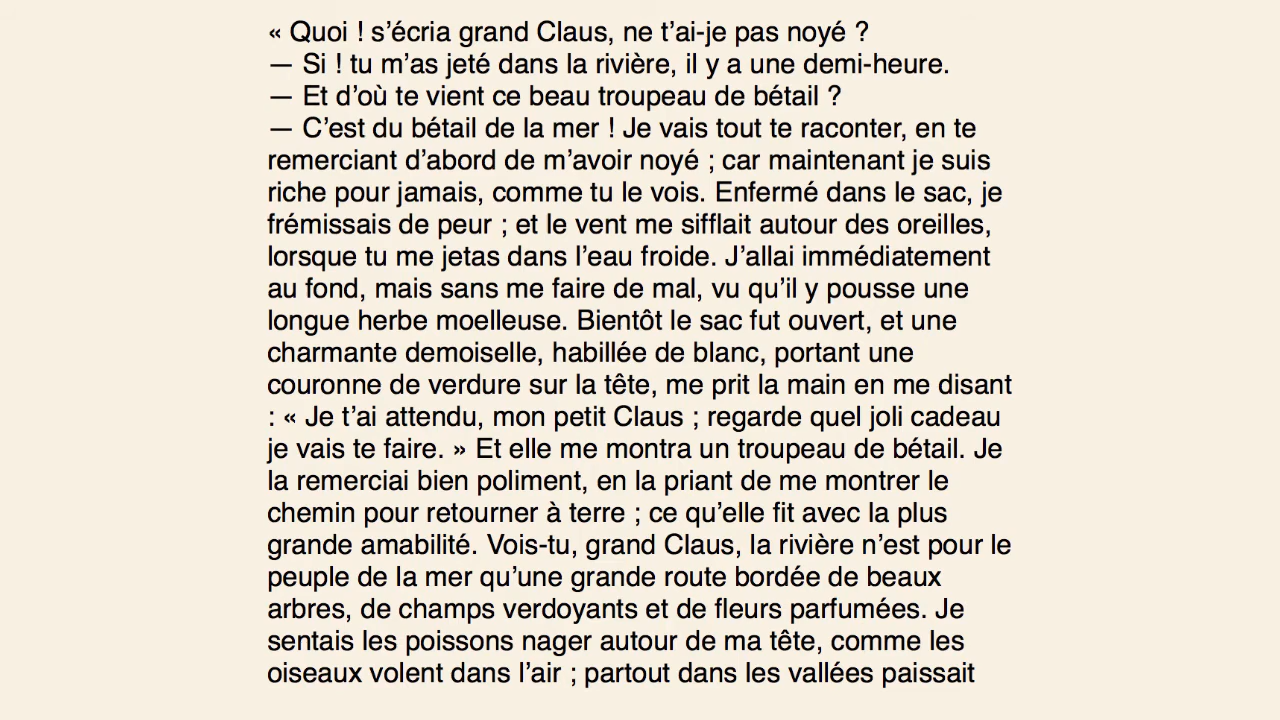 « Quoi ! s’écria grand Claus, ne t’ai-je pas noyé ?
— Si ! tu m’as jeté dans la rivière, il y a une demi-heure.
— Et d’où te vient ce beau troupeau de bétail ?
— C’est du bétail de la mer ! Je vais tout te raconter, en te
remerciant d’abord de m’avoir noyé ; car maintenant je suis
riche pour jamais, comme tu le vois. Enfermé dans le sac, je
frémissais de peur ; et le vent me sifflait autour des oreilles,
lorsque tu me jetas dans l’eau froide. J’allai immédiatement
au fond, mais sans me faire de mal, vu qu’il y pousse une
longue herbe moelleuse. Bientôt le sac fut ouvert, et une
charmante demoiselle, habillée de blanc, portant une
couronne de verdure sur la tête, me prit la main en me disant
: « Je t’ai attendu, mon petit Claus ; regarde quel joli cadeau
je vais te faire. » Et elle me montra un troupeau de bétail. Je
la remerciai bien poliment, en la priant de me montrer le
chemin pour retourner à terre ; ce qu’elle fit avec la plus
grande amabilité. Vois-tu, grand Claus, la rivière n’est pour le
peuple de la mer qu’une grande route bordée de beaux
arbres, de champs verdoyants et de fleurs parfumées. Je
sentais les poissons nager autour de ma tête, comme les
oiseaux volent dans l’air ; partout dans les vallées paissait